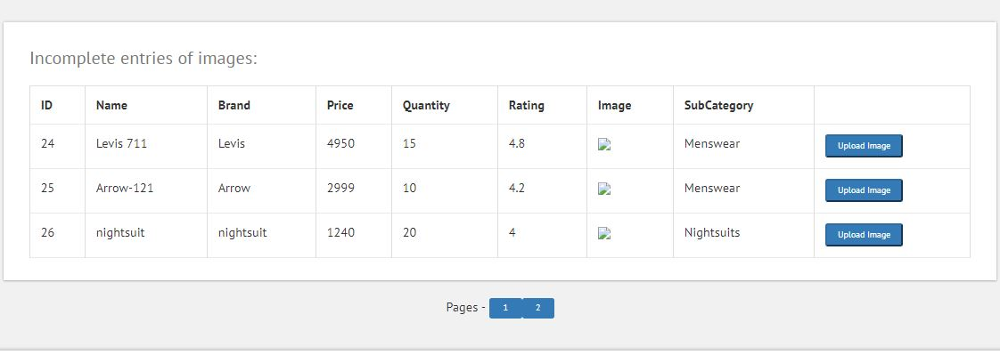 Incomplete entries of images:
ID Name Brand Price Quantity Rating Image SubCategory
24 Levis 711 Levis 4950 15 4.8 Menswear Upload Image
25 Arrow-121 Arrow 2999 10 4.2 Menswear Upload Image
26 nightsuit nightsuit 1240 20 4 Nightsuits Upload Image
Pages - 1 2